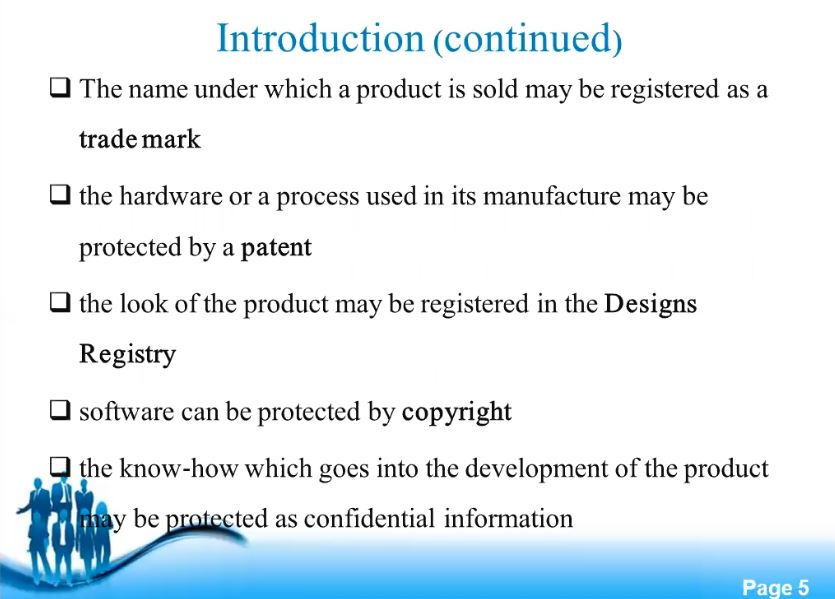 Introduction (continued)
❑ The name under which a product is sold may be registered as a
trade mark
❑ the hardware or a process used in its manufacture may be
protected by a patent
❑ the look of the product may be registered in the Designs
Registry
❑ software can be protected by copyright
❑ the know-how which goes into the development of the product
may be protected as confidential information
Page 5